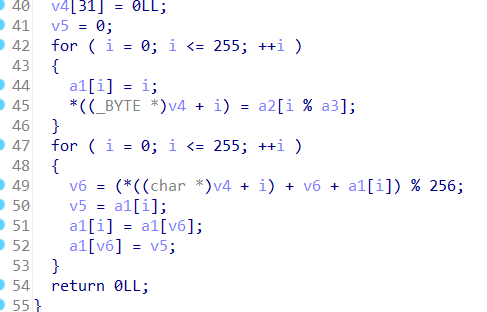 40 v4[31] = 0LL;
41 v5 = 0;
42 for ( i = 0; i <= 255; ++i )
43 {
44 a1[i] = i;
45 *((_BYTE *)v4 + i) = a2[i % a3];
46 }
47 for ( i = 0; i <= 255; ++i )
48 {
49 v6 = (*((char *)v4 + i) + v6 + a1[i]) % 256;
50 v5 = a1[i];
51 a1[i] = a1[v6];
52 a1[v6] = v5;
53 }
54 return 0LL;
55 }